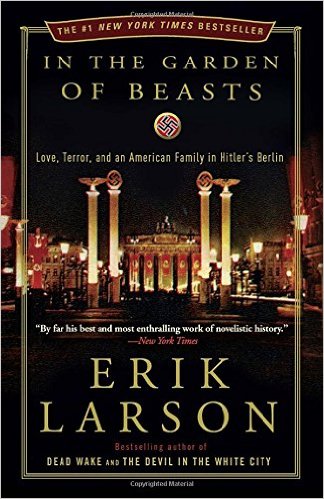 THE #1 NEW YORK TIMES BESTSELLER
IN THE GARDEN
OF BEASTS
Love, Terror, and an American Family in Hitler's Berlin
"By far his best and most enthralling work of novelistic history."
—New York Times
ERIK
LARSON
Bestselling author of
DEAD WAKE AND THE DEVIL IN THE WHITE CITY